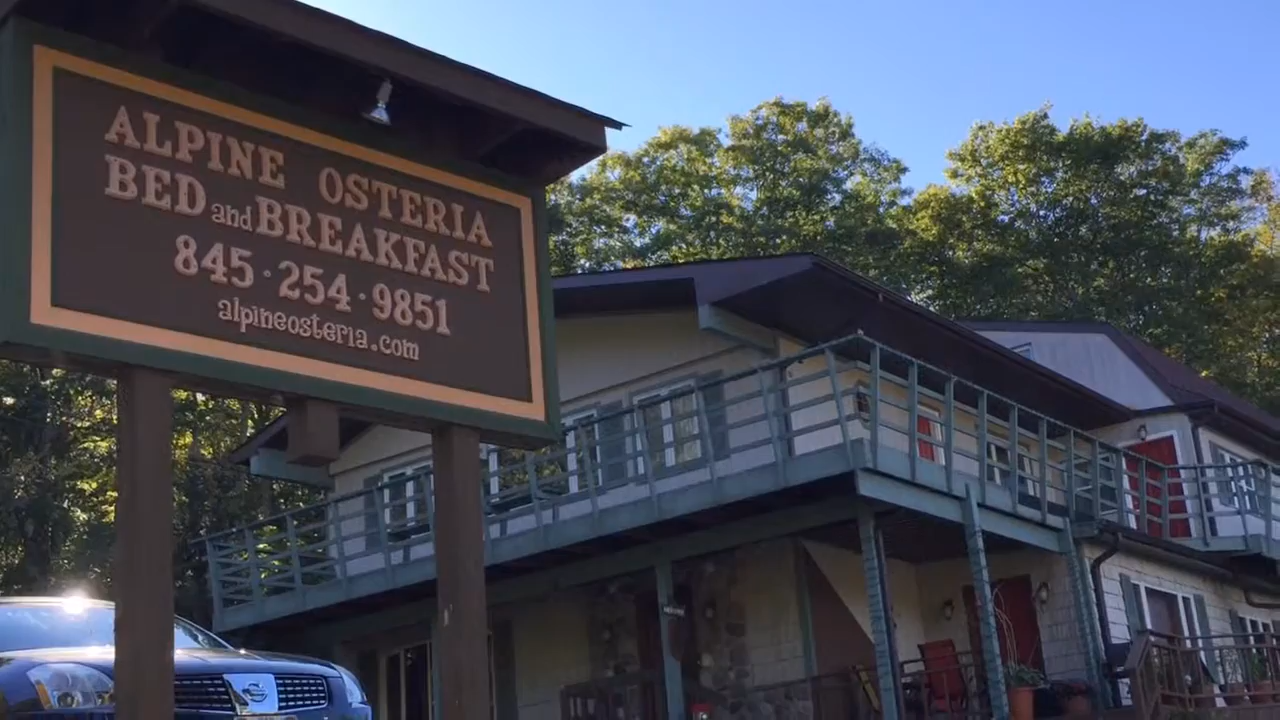 ALPINE OSTERIA
BED and BREAKFAST
845·254·9851
alpineosteria.com